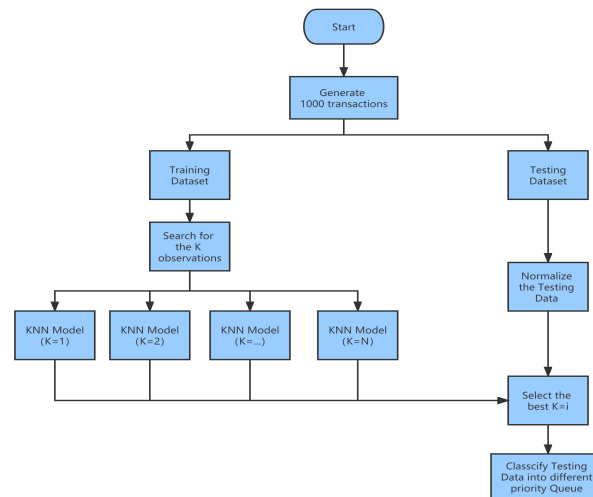 Start
Generate
1000 transactions
Training
Dataset
Testing
Dataset
Search for
the K
observations
Normalize
the Testing
Data
KNN Model
(K=1)
KNN Model
(K=2)
KNN Model
(K=...)
KNN Model
(K=N)
Select the
best K=i
Classcify Testing
Data into different
priority Queue